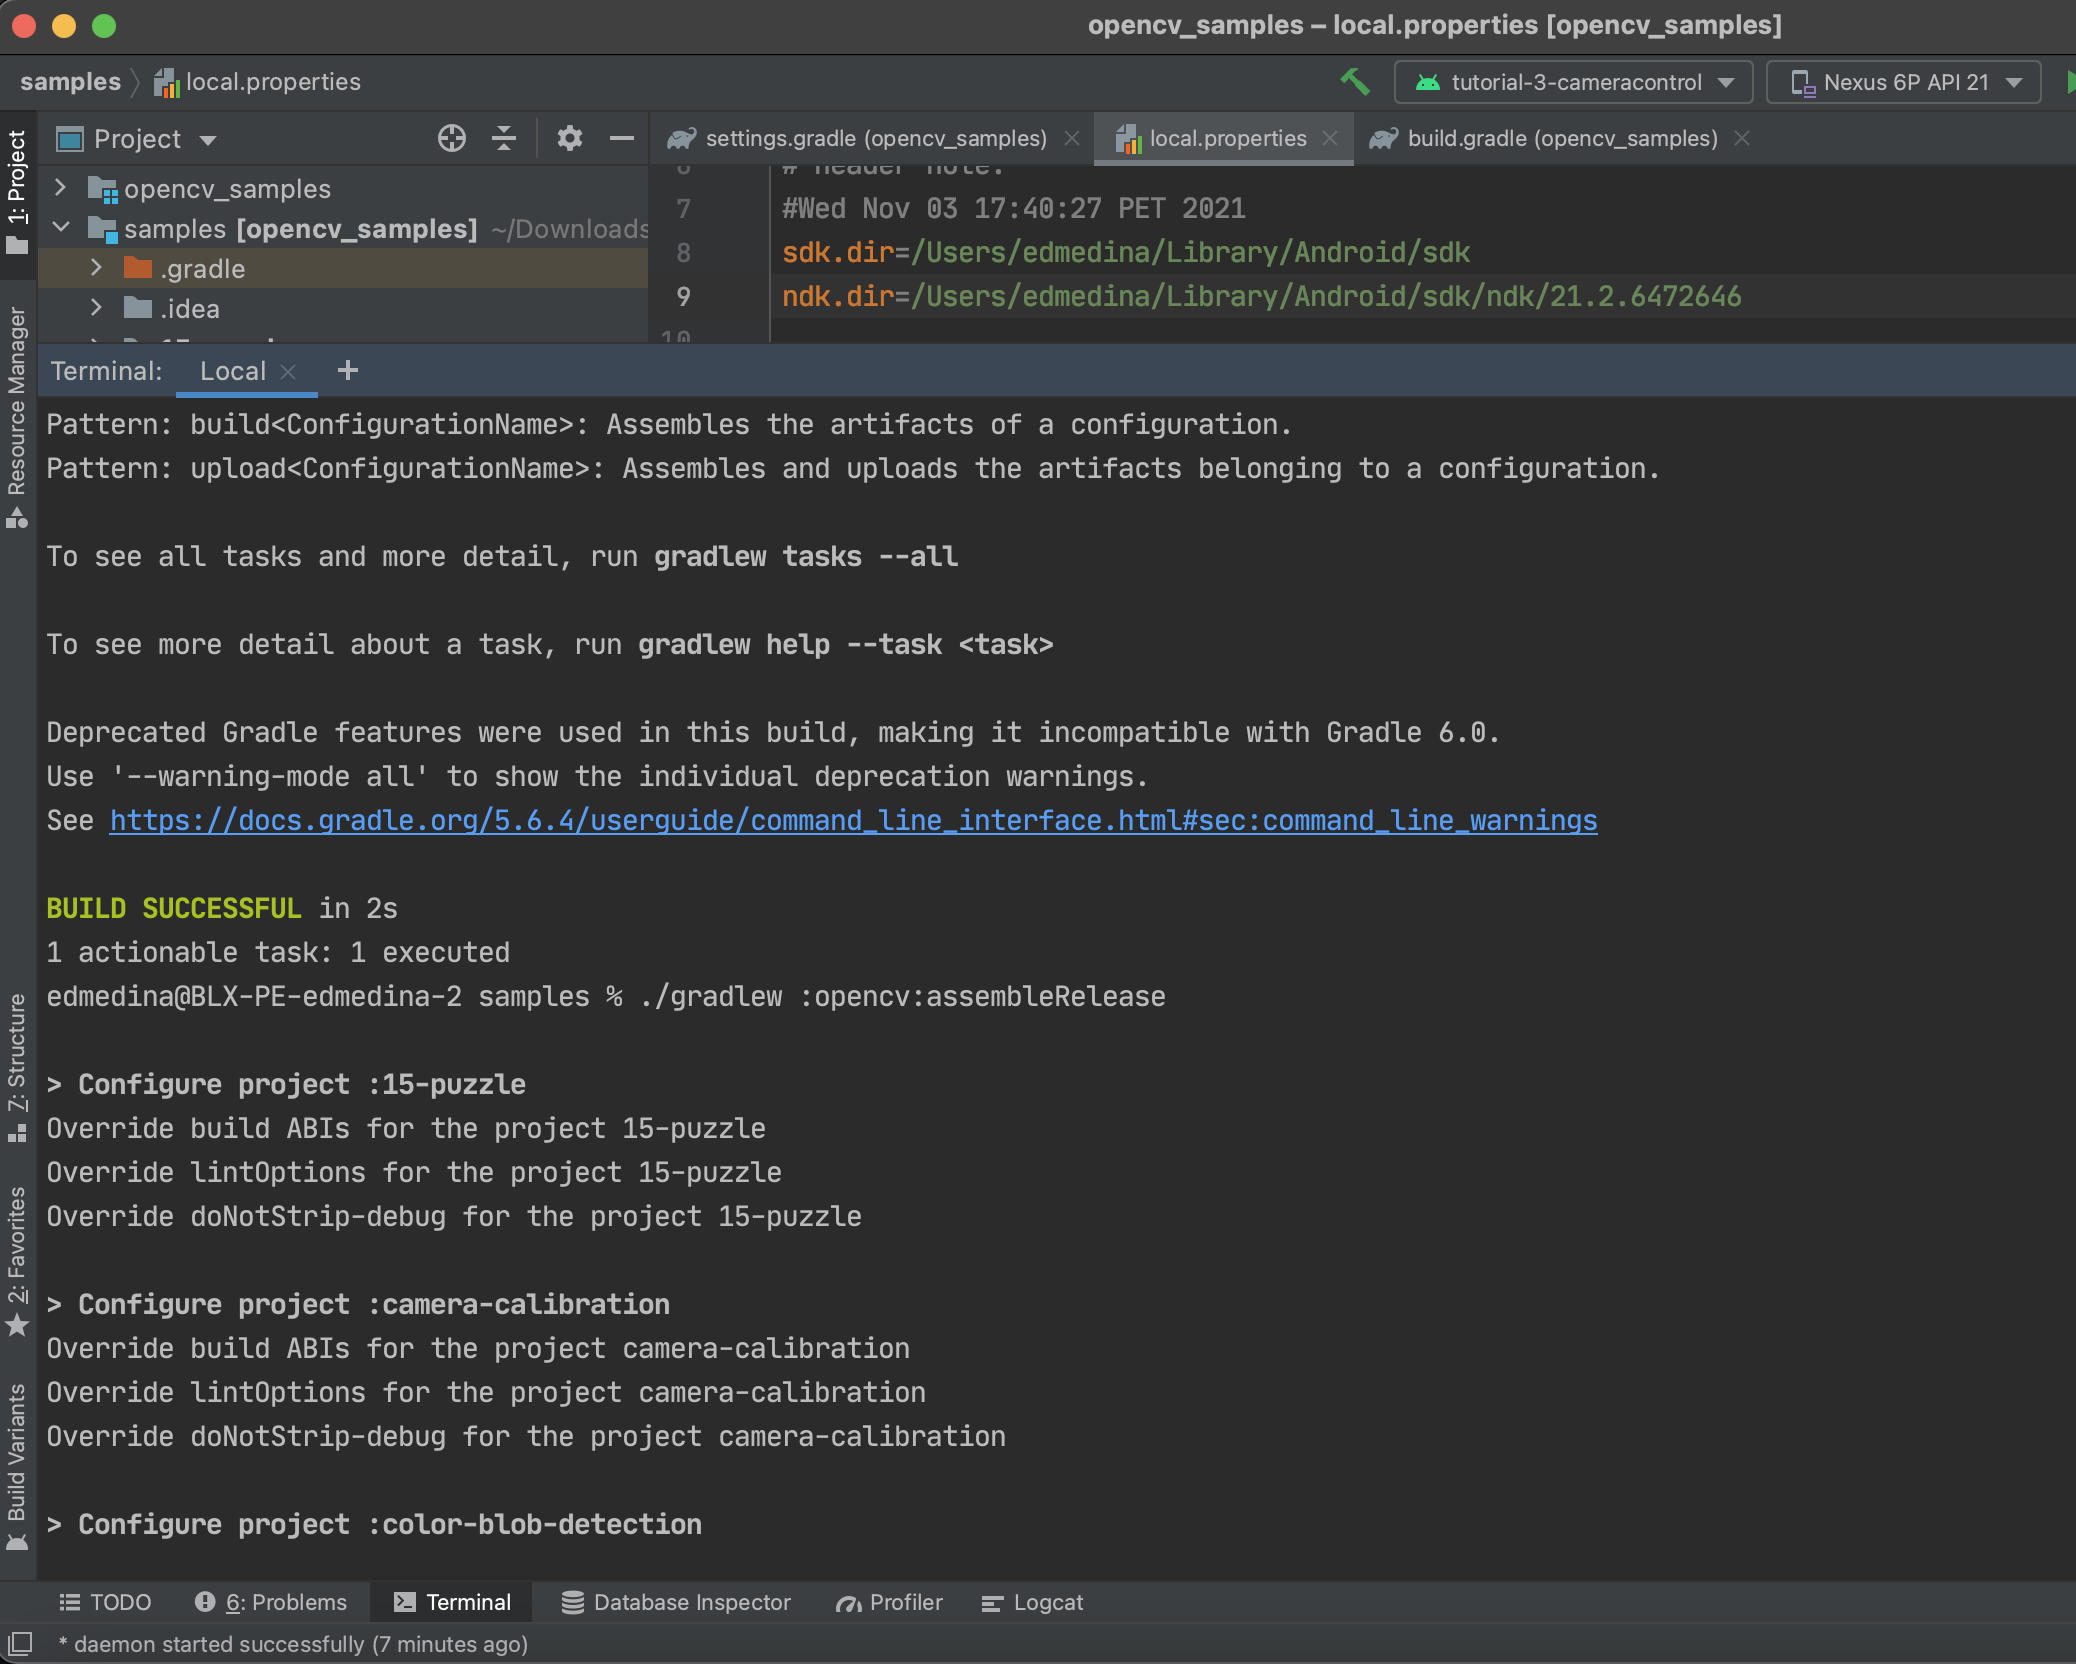 opencv_samples – local.properties [opencv_samples]
samples
local.properties
tutorial-3-cameracontrol
Nexus 6P API 21
Project
settings.gradle (opencv_samples)
local.properties
build.gradle (opencv_samples)
1: Project
Resource Manager
7: Structure
2: Favorites
Build Variants
opencv_samples
samples [opencv_samples] ~/Downloads
.gradle
.idea
6 # Header note:
7 #Wed Nov 03 17:40:27 PET 2021
8 sdk.dir=/Users/edmedina/Library/Android/sdk
9 ndk.dir=/Users/edmedina/Library/Android/sdk/ndk/21.2.6472646
10
Terminal: Local +
Pattern: build<ConfigurationName>: Assembles the artifacts of a configuration.
Pattern: upload<ConfigurationName>: Assembles and uploads the artifacts belonging to a configuration.
To see all tasks and more detail, run gradlew tasks --all
To see more detail about a task, run gradlew help --task <task>
Deprecated Gradle features were used in this build, making it incompatible with Gradle 6.0.
Use '--warning-mode all' to show the individual deprecation warnings.
See https://docs.gradle.org/5.6.4/userguide/command_line_interface.html#sec:command_line_warnings
BUILD SUCCESSFUL in 2s
1 actionable task: 1 executed
edmedina@BLX-PE-edmedina-2 samples % ./gradlew :opencv:assembleRelease
> Configure project :15-puzzle
Override build ABIs for the project 15-puzzle
Override lintOptions for the project 15-puzzle
Override doNotStrip-debug for the project 15-puzzle
> Configure project :camera-calibration
Override build ABIs for the project camera-calibration
Override lintOptions for the project camera-calibration
Override doNotStrip-debug for the project camera-calibration
> Configure project :color-blob-detection
TODO
6: Problems
Terminal
Database Inspector
Profiler
Logcat
* daemon started successfully (7 minutes ago)